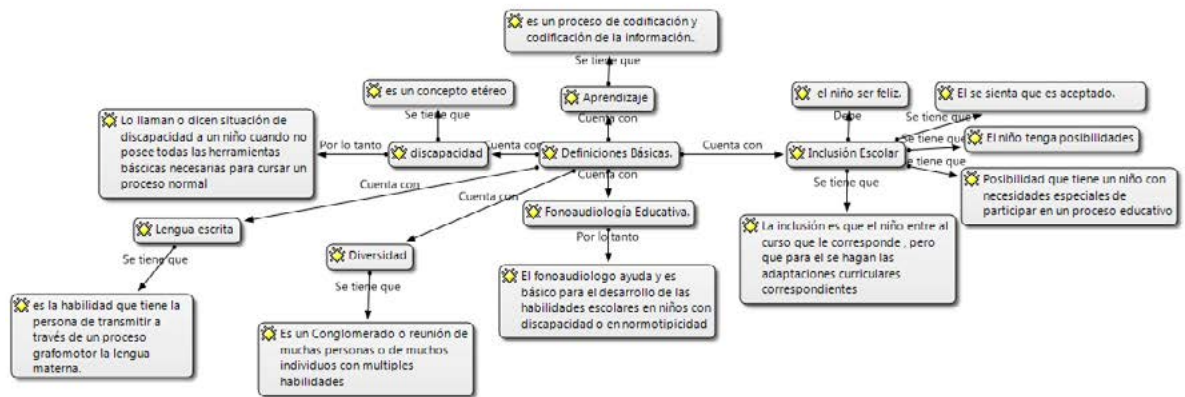 es un proceso de codificación y
codificación de la información.
Se tiene que
es un concepto etéreo
Aprendizaje
el niño ser feliz.
El se sienta que es aceptado.
Se tiene que
Cuenta con
Debe
Se tiene que
Lo llaman o dicen situación de
discapacidad a un niño cuando no
posee todas las herramientas
báscicas necesarias para cursar un
proceso normal
Por lo tanto
discapacidad.
Cuenta con
Definiciones Básicas.
Cuenta con
Inclusión Escolar
Se tiene que
El niño tenga posibilidades
Se tiene que
Posibilidad que tiene un niño con
necesidades especiales de
participar en un proceso educativo
Cuenta con
Cuenta con
Cuenta con
Se tiene que
Lengua escrita
Fonoaudiología Educativa.
La inclusión es que el niño entre al
curso que le corresponde , pero
que para el se hagan las
adaptaciones curriculares
correspondientes
Se tiene que
Diversidad
Por lo tanto
Se tiene que
El fonoaudiologo ayuda y es
básico para el desarrollo de las
habilidades escolares en niños con
discapacidad o en normotipicidad
es la habilidad que tiene la
persona de transmitir a
través de un proceso
grafomotor la lengua
materna.
Es un Conglomerado o reunión de
muchas personas o de muchos
individuos con multiples
habilidades